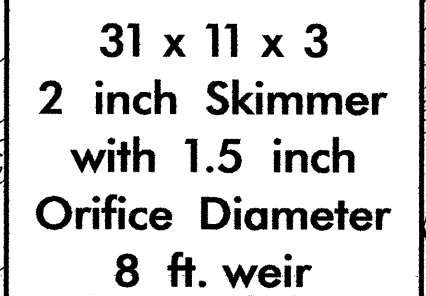 31 x 11 x 3
2 inch Skimmer
with 1.5 inch
Orifice Diameter
8 ft. weir